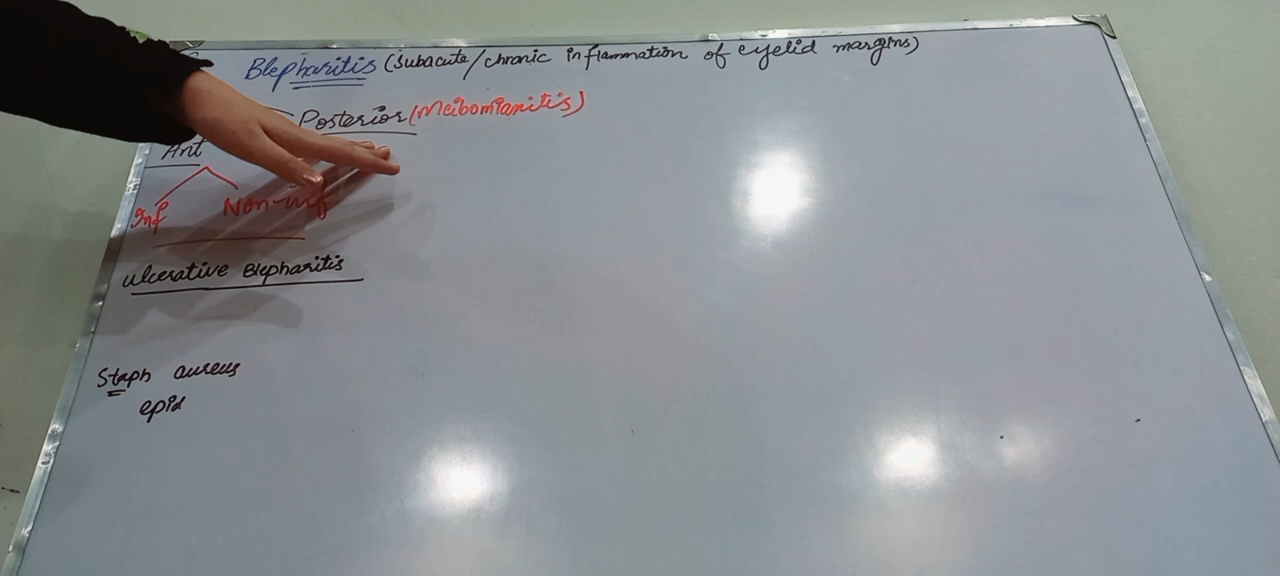 Blepharitis (Subacute/chronic inflammation of eyelid margins)
Posterior (Meibomianitis)
Ant
Inf Non-inf
Ulcerative Blepharitis
Staph aureus
epid